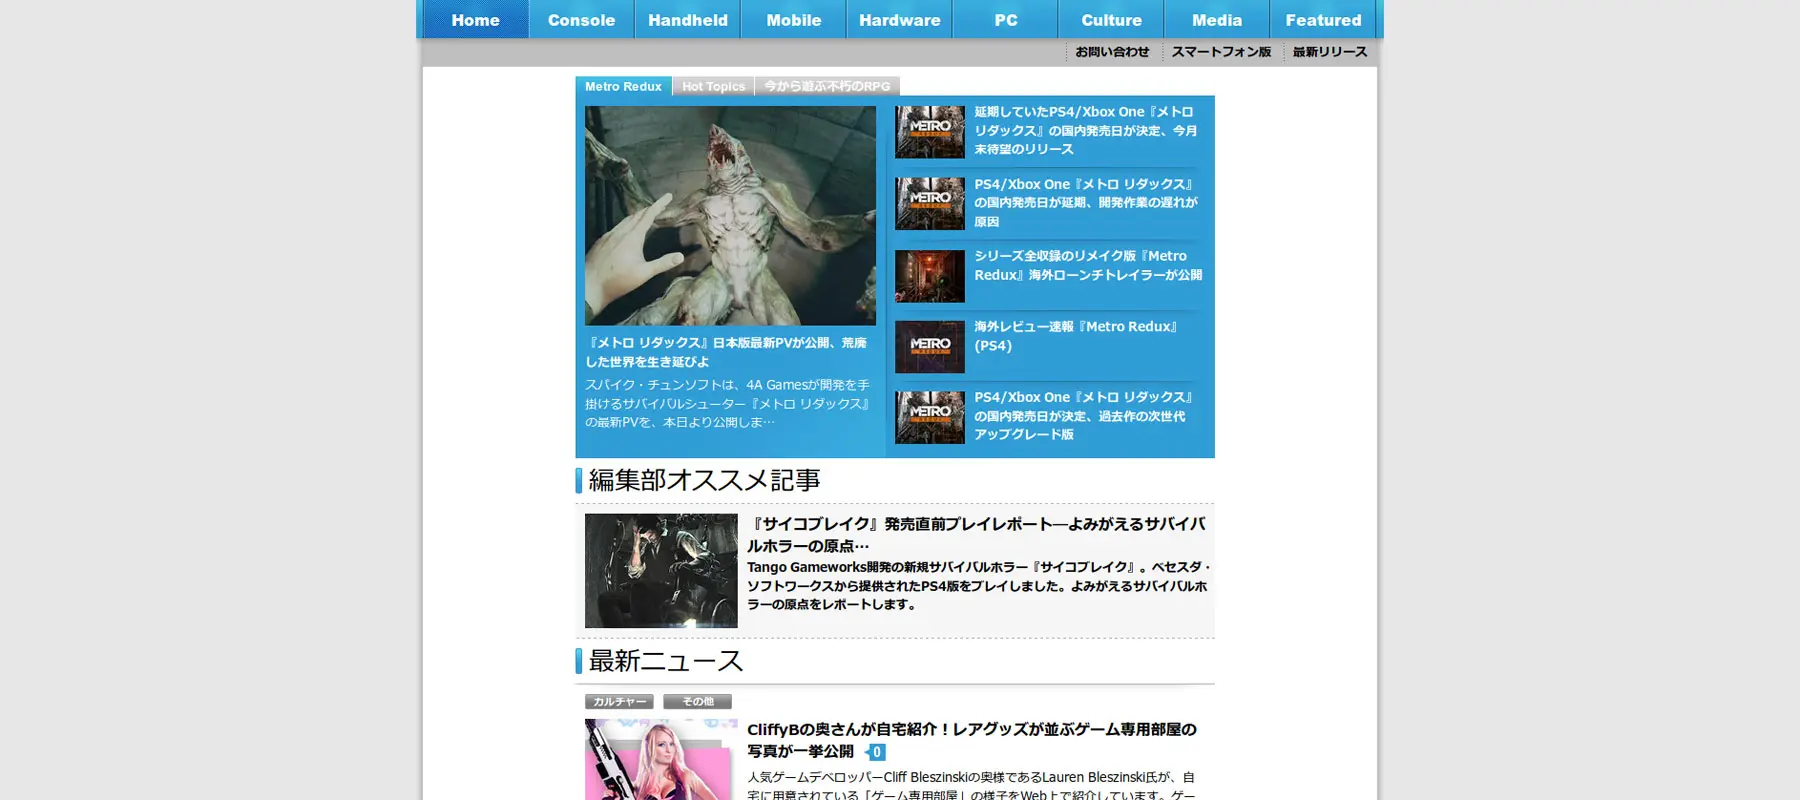 Home Console Handheld Mobile Hardware PC Culture Media Featured
お問い合わせ スマートフォン版 最新リリース
Metro Redux Hot Topics 今から遊ぶ不朽のRPG
延期していたPS4/Xbox One『メトロ
リダックス』の国内発売日が決定、今月
末待望のリリース
METRO
REDUX
PS4/Xbox One『メトロ リダックス』
の国内発売日が延期、開発作業の遅れが
原因
METRO
REDUX
シリーズ全収録のリメイク版『Metro
Redux』海外ローンチトレイラーが公開
海外レビュー速報『Metro Redux』
(PS4)
METRO
REDUX
PS4/Xbox One『メトロ リダックス』
の国内発売日が決定、過去作の次世代
アップグレード版
METRO
REDUX
『メトロ リダックス』日本版最新PVが公開、荒廃
した世界を生き延びよ
スパイク・チュンソフトは、4A Gamesが開発を手
掛けるサバイバルシューター『メトロ リダックス』
の最新PVを、本日より公開しま…
編集部オススメ記事
『サイコブレイク』発売直前プレイレポート―よみがえるサバイバ
ルホラーの原点…
Tango Gameworks開発の新規サバイバルホラー『サイコブレイク』。ベセスダ・
ソフトワークスから提供されたPS4版をプレイしました。よみがえるサバイバルホ
ラーの原点をレポートします。
最新ニュース
カルチャー その他
CliffyBの奥さんが自宅紹介！レアグッズが並ぶゲーム専用部屋の
写真が一挙公開 0
人気ゲームデベロッパーCliff Bleszinskiの奥様であるLauren Bleszinski氏が、自
宅に用意されている「ゲーム専用部屋」の様子をWeb上で紹介しています。ゲー